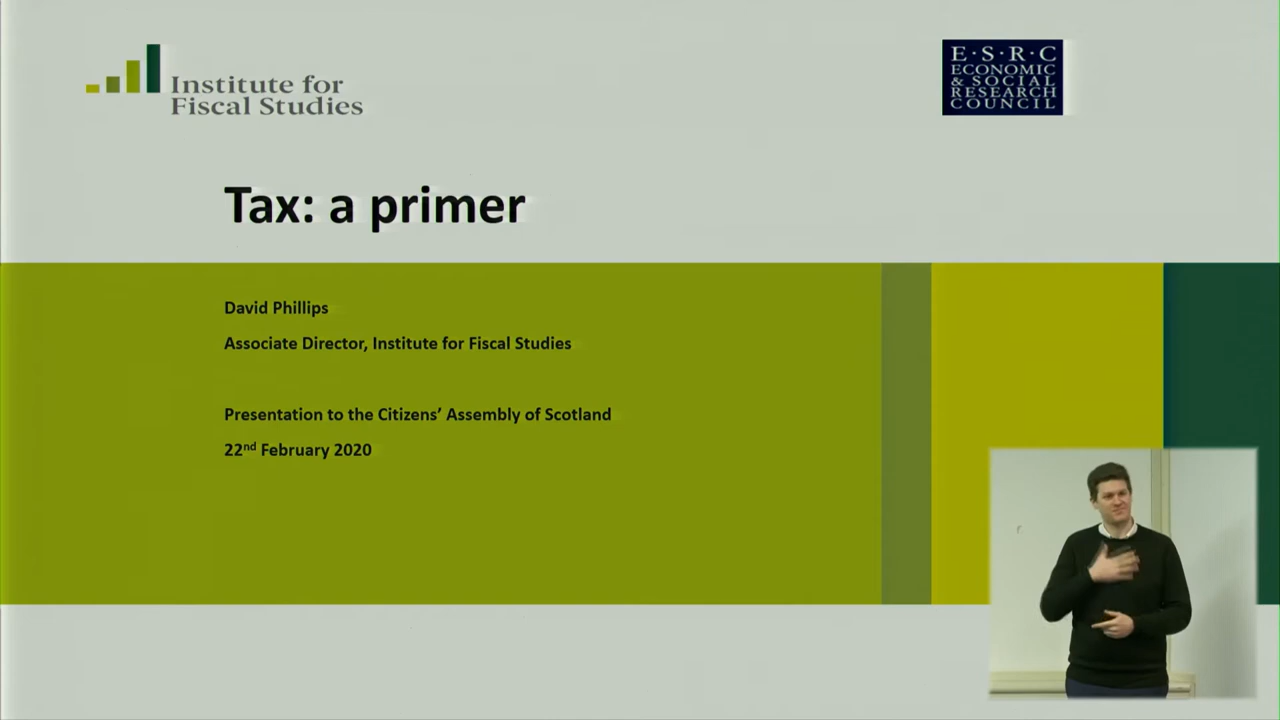 Institute for
Fiscal Studies
E·S·R·C
ECONOMIC
& SOCIAL
RESEARCH
COUNCIL
Tax: a primer
David Phillips
Associate Director, Institute for Fiscal Studies
Presentation to the Citizens’ Assembly of Scotland
22nd February 2020